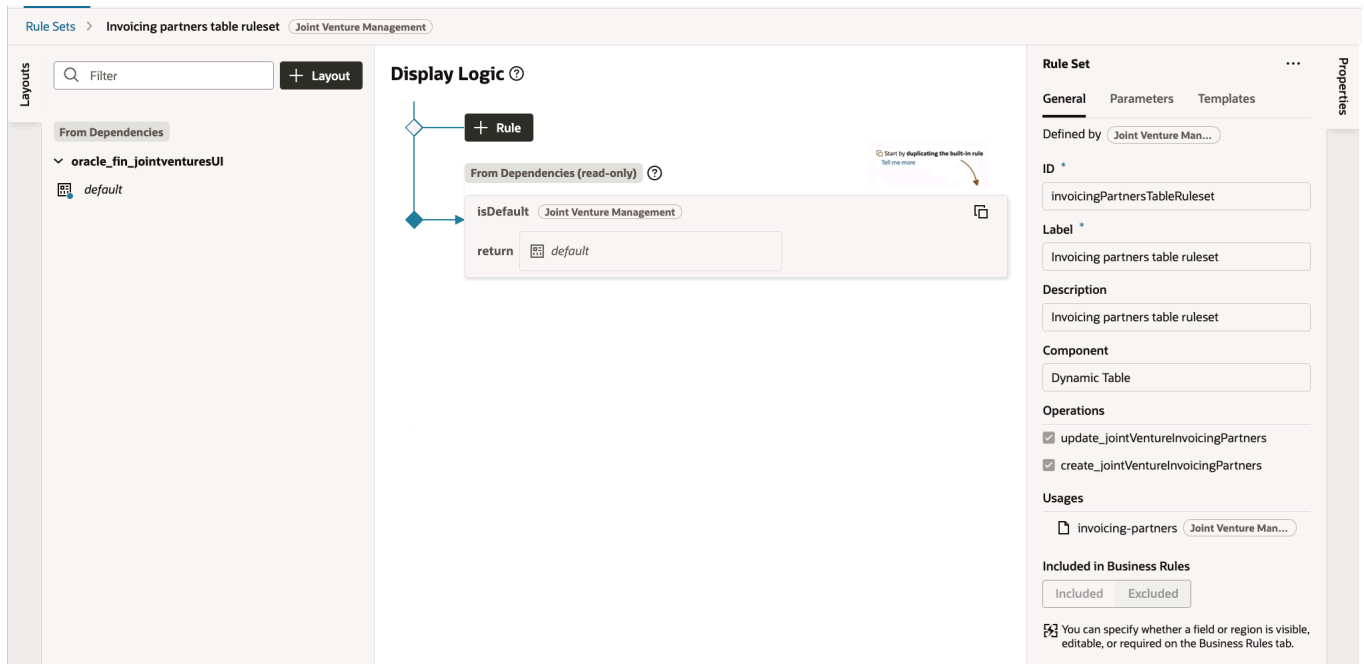 Rule Sets > Invoicing partners table ruleset Joint Venture Management
Layouts
Filter
+ Layout
From Dependencies
oracle_fin_jointventuresUI
default
Display Logic ?
+ Rule
Start by duplicating the built-in rule
Tell me more
From Dependencies (read-only) ?
isDefault Joint Venture Management
return default
Rule Set ...
Properties
General Parameters Templates
Defined by Joint Venture Man...
ID *
invoicingPartnersTableRuleset
Label *
Invoicing partners table ruleset
Description
Invoicing partners table ruleset
Component
Dynamic Table
Operations
update_jointVentureInvoicingPartners
create_jointVentureInvoicingPartners
Usages
invoicing-partners Joint Venture Man...
Included in Business Rules
Included Excluded
You can specify whether a field or region is visible,
editable, or required on the Business Rules tab.